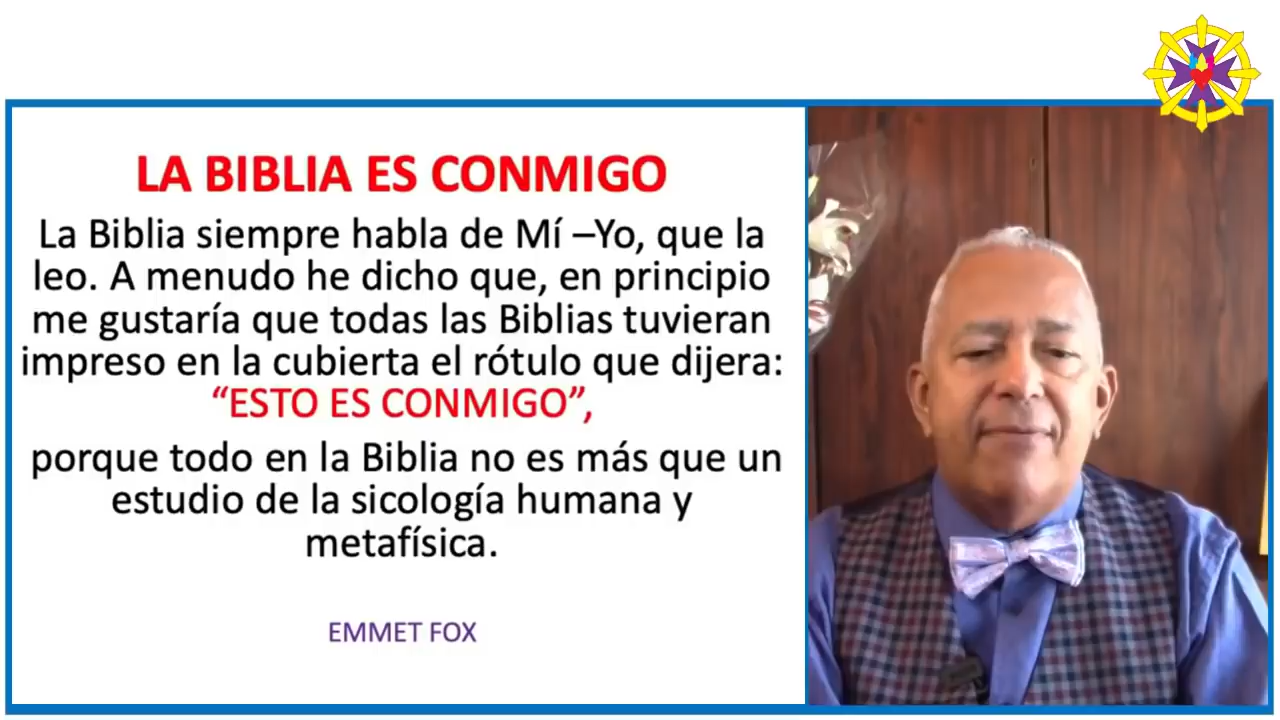 LA BIBLIA ES CONMIGO
La Biblia siempre habla de Mí –Yo, que la
leo. A menudo he dicho que, en principio
me gustaría que todas las Biblias tuvieran
impreso en la cubierta el rótulo que dijera:
“ESTO ES CONMIGO”,
porque todo en la Biblia no es más que un
estudio de la sicología humana y
metafísica.
EMMET FOX